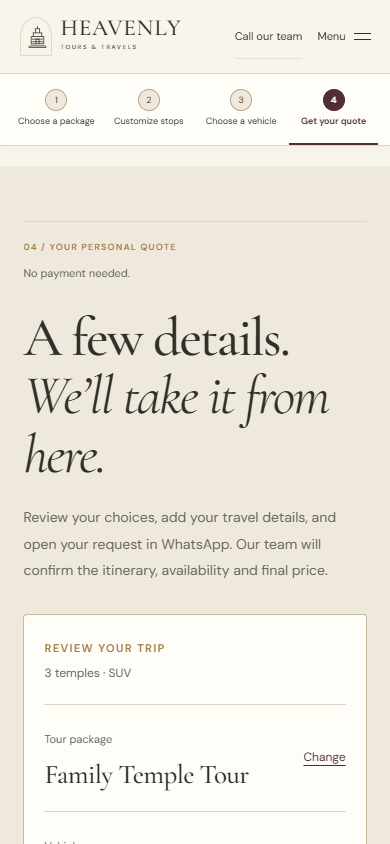 HEAVENLY
TOURS & TRAVELS
Call our team
Menu
1
Choose a package
2
Customize stops
3
Choose a vehicle
4
Get your quote
04 / YOUR PERSONAL QUOTE
No payment needed.
A few details.
We’ll take it from
here.
Review your choices, add your travel details, and
open your request in WhatsApp. Our team will
confirm the itinerary, availability and final price.
REVIEW YOUR TRIP
3 temples · SUV
Tour package
Change
Family Temple Tour